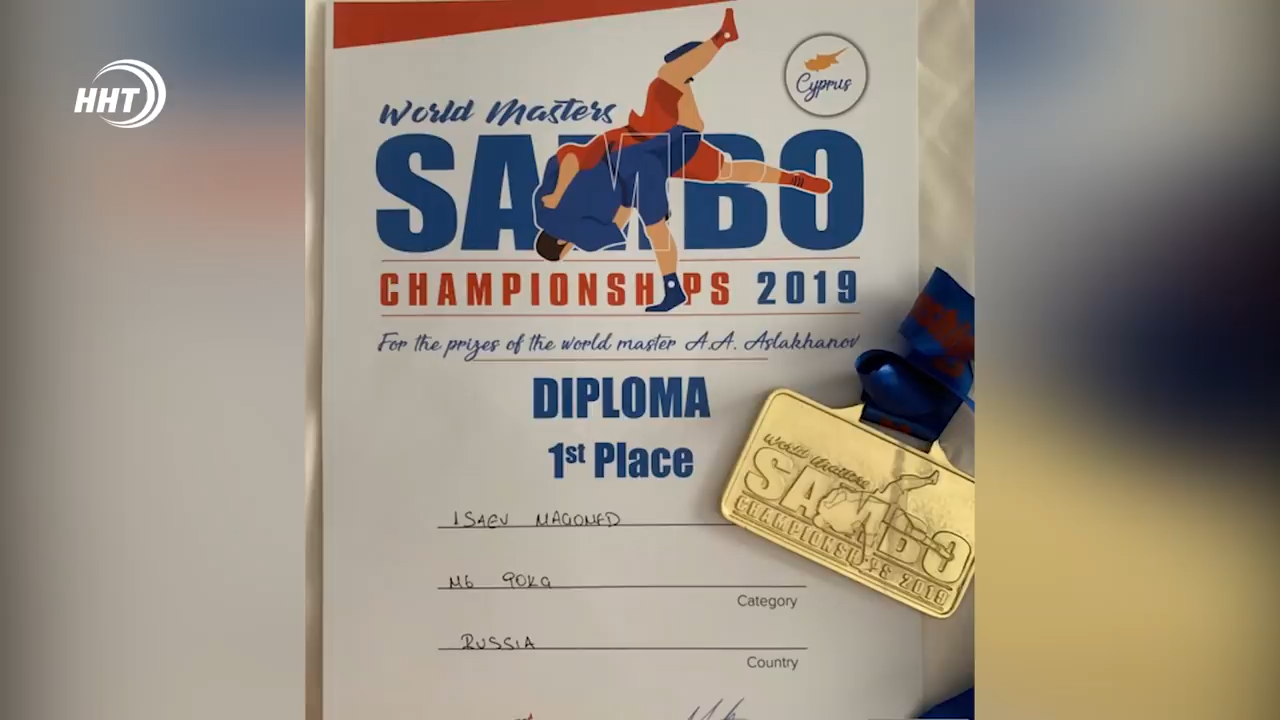 ННТ
Cyprus
World Masters
SAMBO
CHAMPIONSHIPS 2019
For the prizes of the world master A.A. Aslakhanov
DIPLOMA
1st Place
ISAEV MAGOMED
M6 90KG
Category
RUSSIA
Country
World Masters
SAMBO
CHAMPIONSHIPS 2019